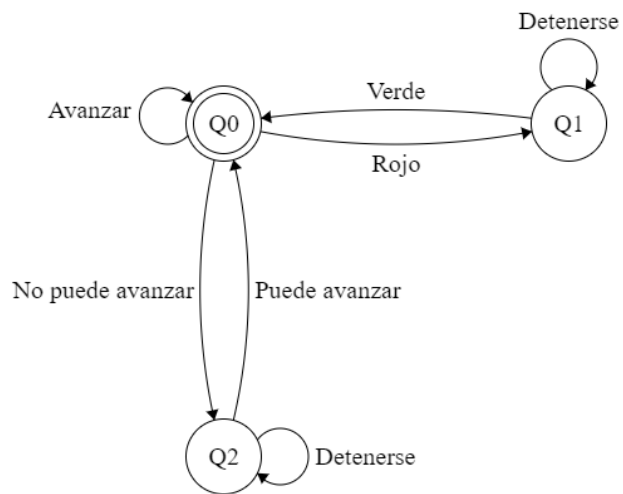 Detenerse
Avanzar
Q0
Verde
Q1
Rojo
No puede avanzar
Puede avanzar
Q2
Detenerse